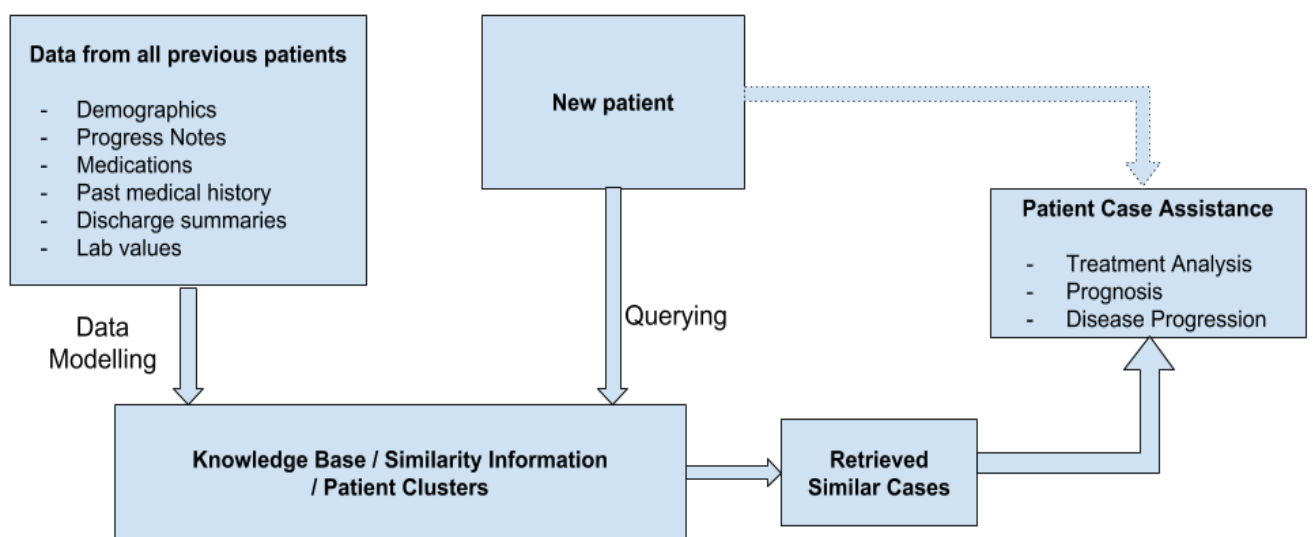 Data from all previous patients
- Demographics
- Progress Notes
- Medications
- Past medical history
- Discharge summaries
- Lab values
New patient
Patient Case Assistance
- Treatment Analysis
- Prognosis
- Disease Progression
Data
Modelling
Querying
Knowledge Base / Similarity Information
/ Patient Clusters
Retrieved
Similar Cases